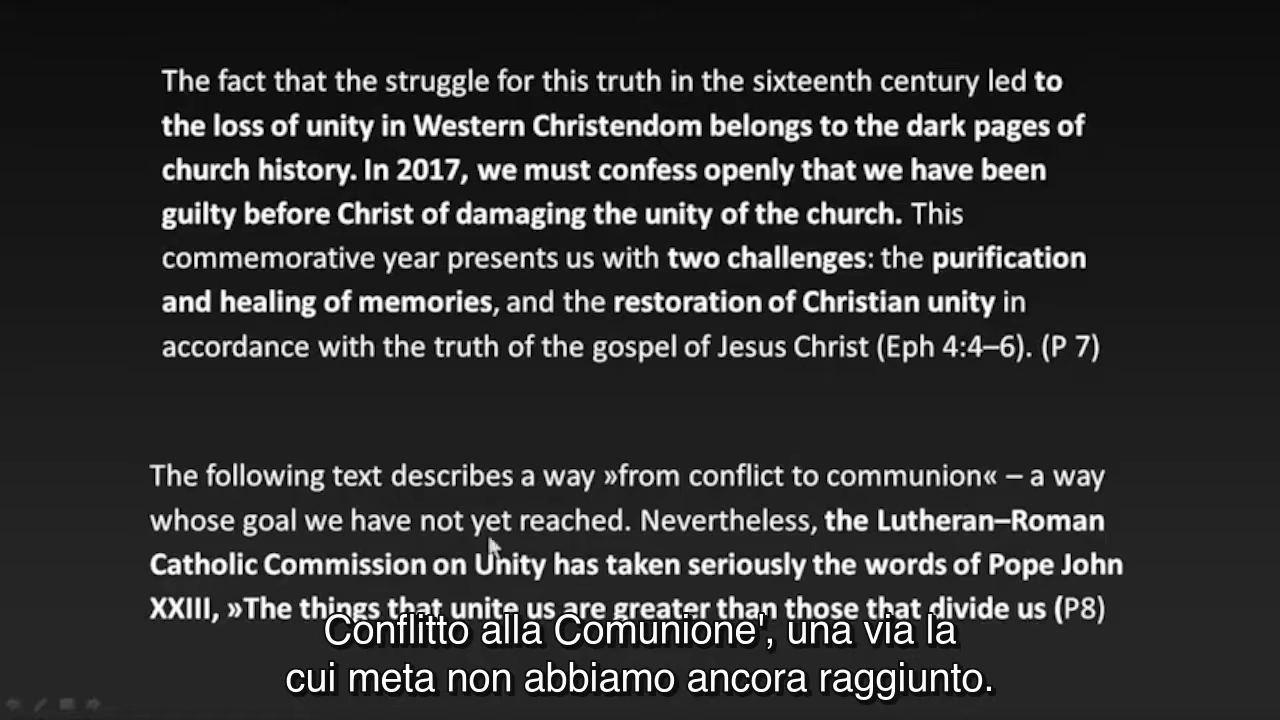 The fact that the struggle for this truth in the sixteenth century led to
the loss of unity in Western Christendom belongs to the dark pages of
church history. In 2017, we must confess openly that we have been
guilty before Christ of damaging the unity of the church. This
commemorative year presents us with two challenges: the purification
and healing of memories, and the restoration of Christian unity in
accordance with the truth of the gospel of Jesus Christ (Eph 4:4–6). (P 7)
The following text describes a way »from conflict to communion« – a way
whose goal we have not yet reached. Nevertheless, the Lutheran–Roman
Catholic Commission on Unity has taken seriously the words of Pope John
XXIII, »The things that unite us are greater than those that divide us (P8)
Conflitto alla Comunione', una via la
cui meta non abbiamo ancora raggiunto.